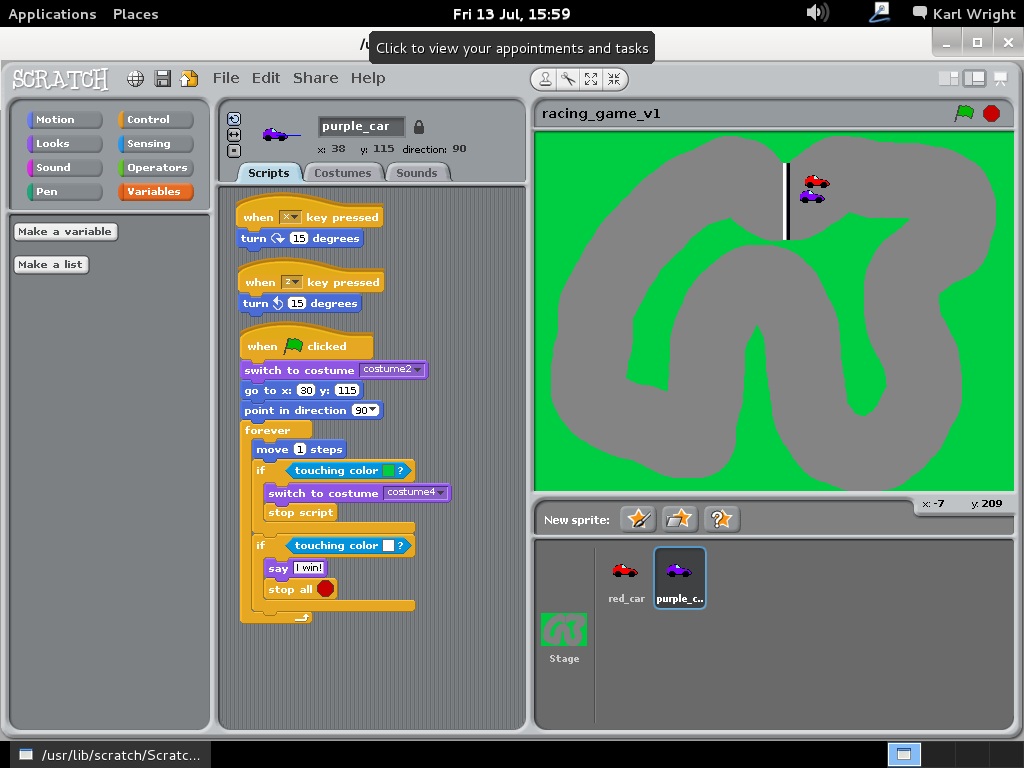 Applications Places Fri 13 Jul, 15:59 Karl Wright
Click to view your appointments and tasks
SCRATCH File Edit Share Help
Motion Control
Looks Sensing
Sound Operators
Pen Variables
Make a variable
Make a list
purple_car
x: 38 y: 115 direction: 90
Scripts Costumes Sounds
when x key pressed
turn 15 degrees
when z key pressed
turn 15 degrees
when clicked
switch to costume costume2
go to x: 30 y: 115
point in direction 90
forever
move 1 steps
if touching color ?
switch to costume costume4
stop script
if touching color ?
say I win!
stop all
racing_game_v1
x: -7 y: 209
New sprite:
red_car purple_c..
Stage
/usr/lib/scratch/Scratc...